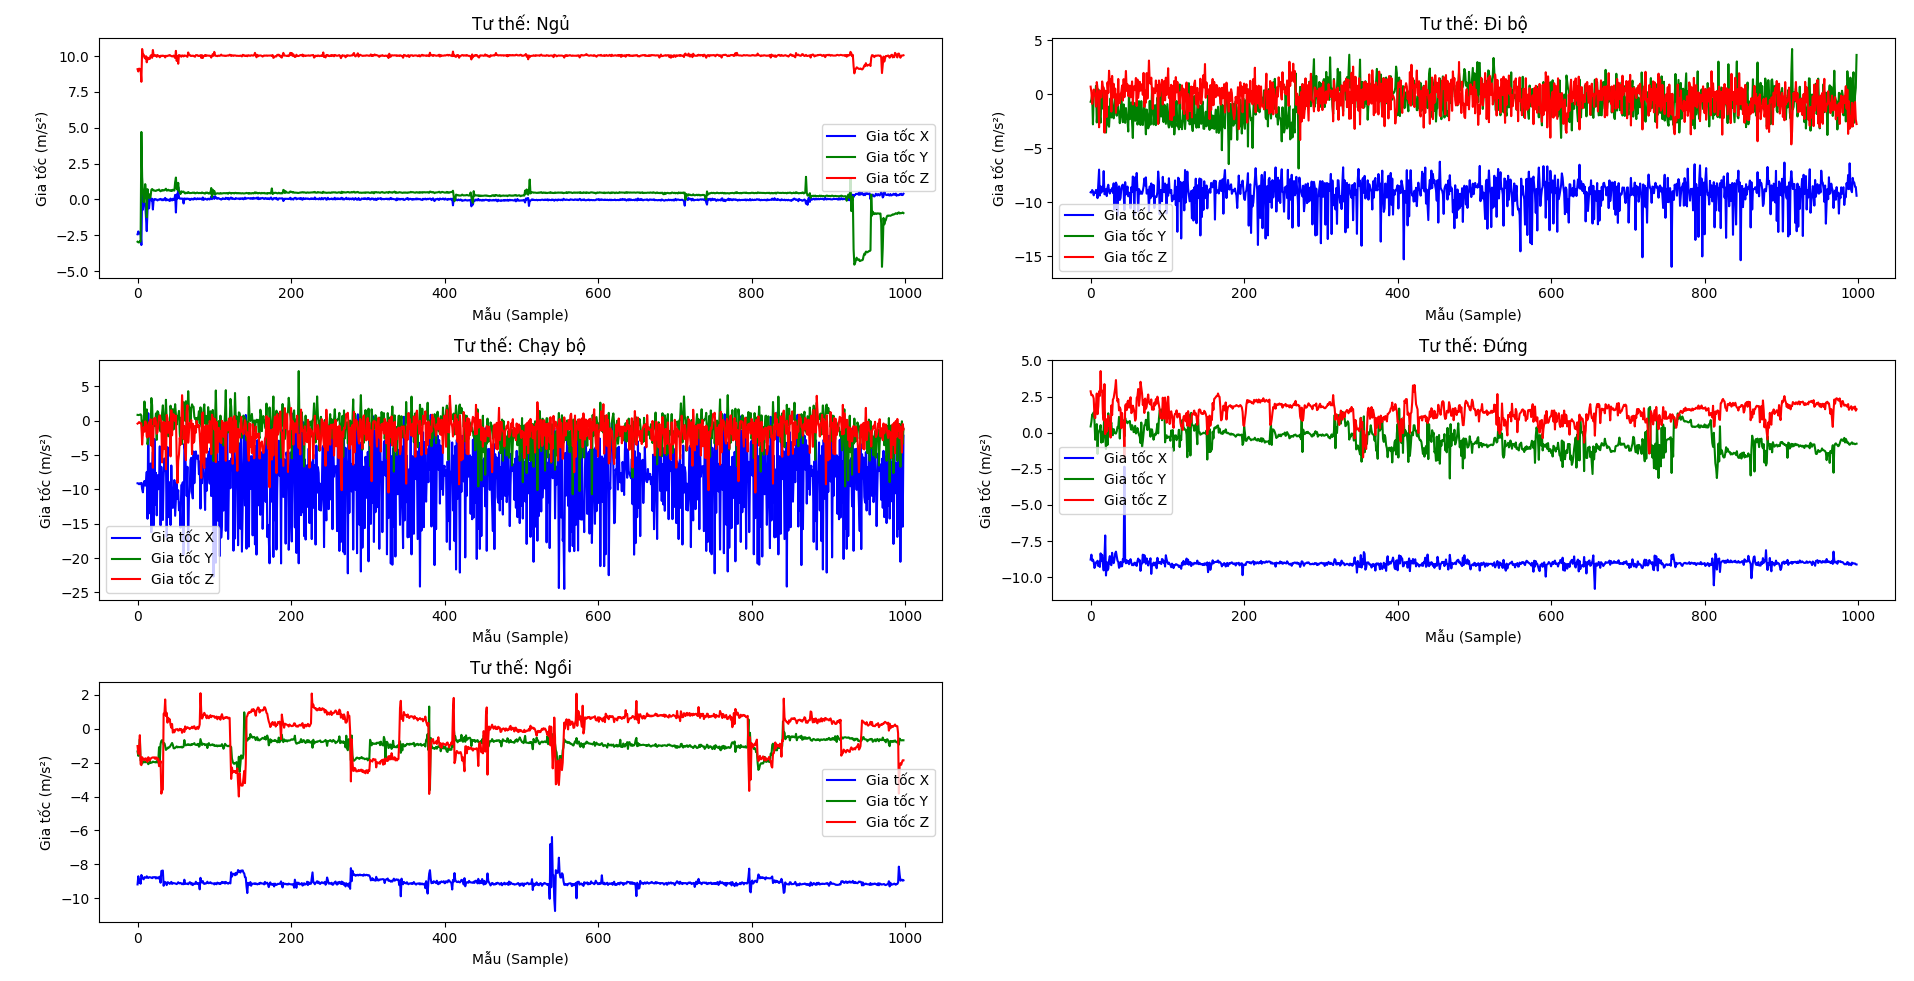 Tư thế: Ngủ
Gia tốc (m/s²)
10.0
7.5
5.0
2.5
0.0
−2.5
−5.0
Gia tốc X
Gia tốc Y
Gia tốc Z
0 200 400 600 800 1000
Mẫu (Sample)
Tư thế: Đi bộ
Gia tốc (m/s²)
5
0
−5
−10
−15
Gia tốc X
Gia tốc Y
Gia tốc Z
0 200 400 600 800 1000
Mẫu (Sample)
Tư thế: Chạy bộ
Gia tốc (m/s²)
5
0
−5
−10
−15
−20
−25
Gia tốc X
Gia tốc Y
Gia tốc Z
0 200 400 600 800 1000
Mẫu (Sample)
Tư thế: Đứng
Gia tốc (m/s²)
5.0
2.5
0.0
−2.5
−5.0
−7.5
−10.0
Gia tốc X
Gia tốc Y
Gia tốc Z
0 200 400 600 800 1000
Mẫu (Sample)
Tư thế: Ngồi
Gia tốc (m/s²)
2
0
−2
−4
−6
−8
−10
Gia tốc X
Gia tốc Y
Gia tốc Z
0 200 400 600 800 1000
Mẫu (Sample)